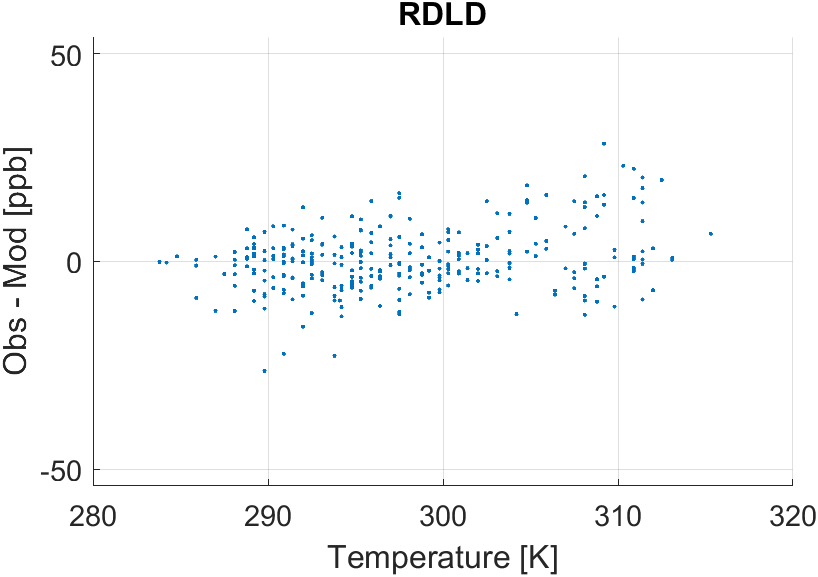 RDLD
50
0
-50
Obs - Mod [ppb]
280 290 300 310 320
Temperature [K]